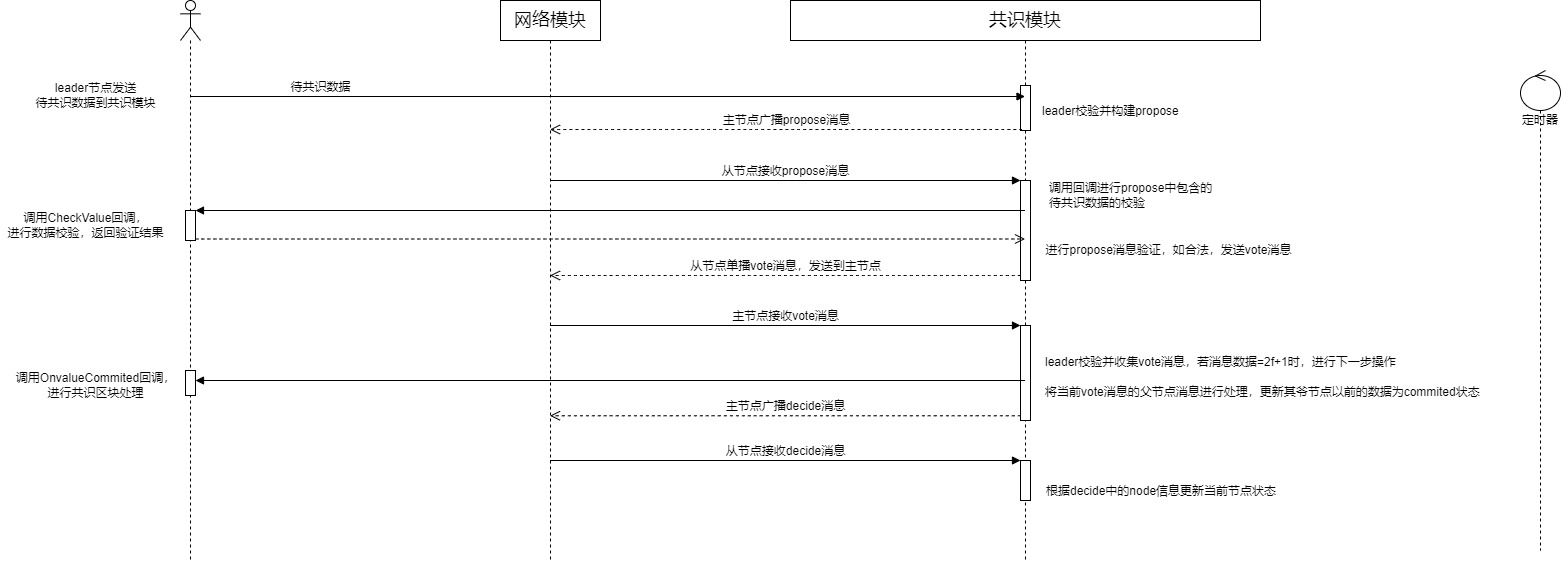 网络模块
共识模块
leader节点发送
待共识数据到共识模块
待共识数据
leader校验并构建propose
定时器
主节点广播propose消息
从节点接收propose消息
调用回调进行propose中包含的
待共识数据的校验
调用CheckValue回调，
进行数据校验，返回验证结果
进行propose消息验证，如合法，发送vote消息
从节点单播vote消息，发送到主节点
主节点接收vote消息
leader校验并收集vote消息，若消息数据=2f+1时，进行下一步操作
调用OnvalueCommited回调，
进行共识区块处理
将当前vote消息的父节点消息进行处理，更新其爷节点以前的数据为commited状态
主节点广播decide消息
从节点接收decide消息
根据decide中的node信息更新当前节点状态